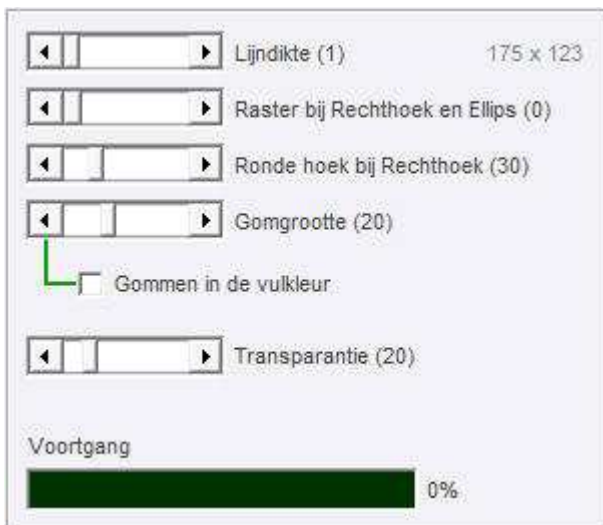 Lijndikte (1) 175 x 123
Raster bij Rechthoek en Ellips (0)
Ronde hoek bij Rechthoek (30)
Gomgrootte (20)
Gommen in de vulkleur
Transparantie (20)
Voortgang
0%